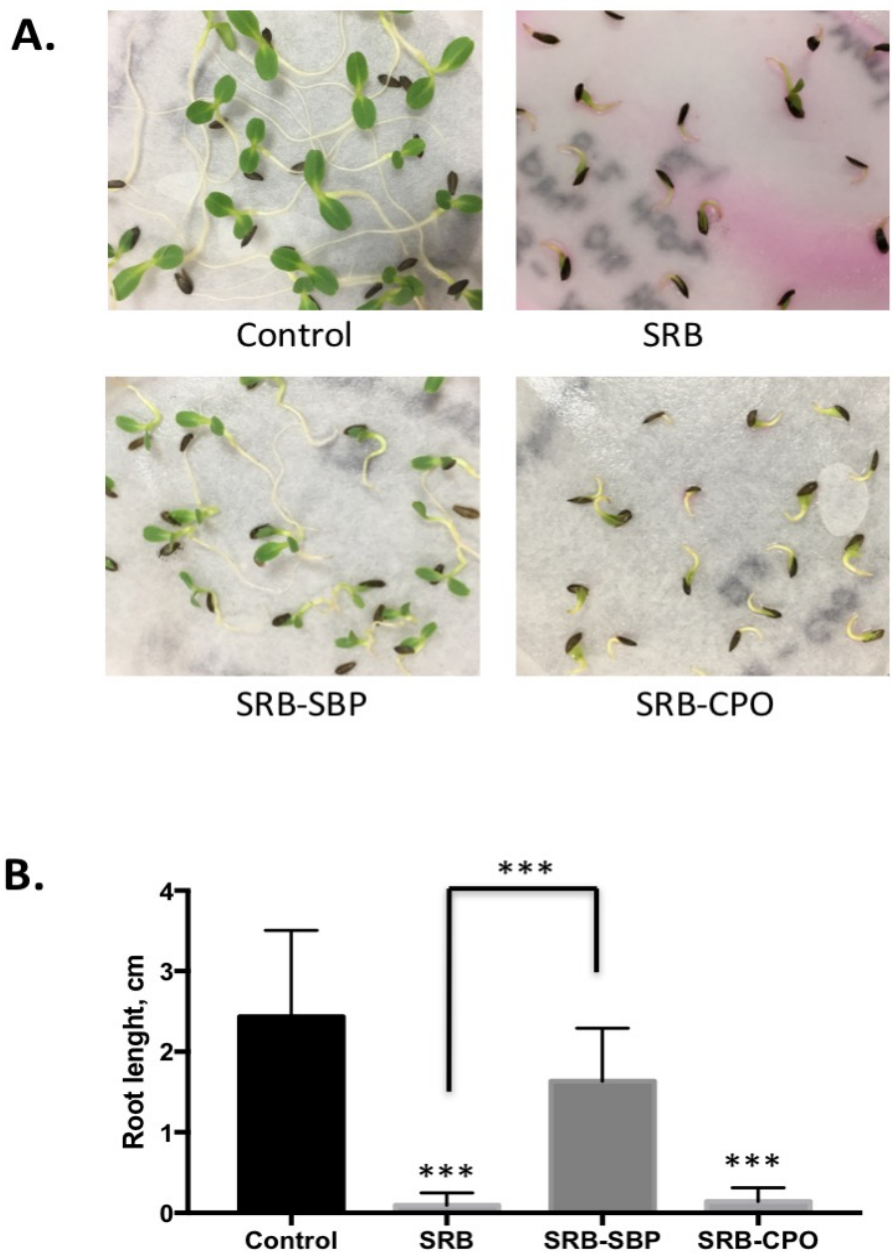 A.
Control
SRB
SRB-SBP
SRB-CPO
B.
***
4
3
2
1
0
Root lenght, cm
***
***
Control
SRB
SRB-SBP
SRB-CPO